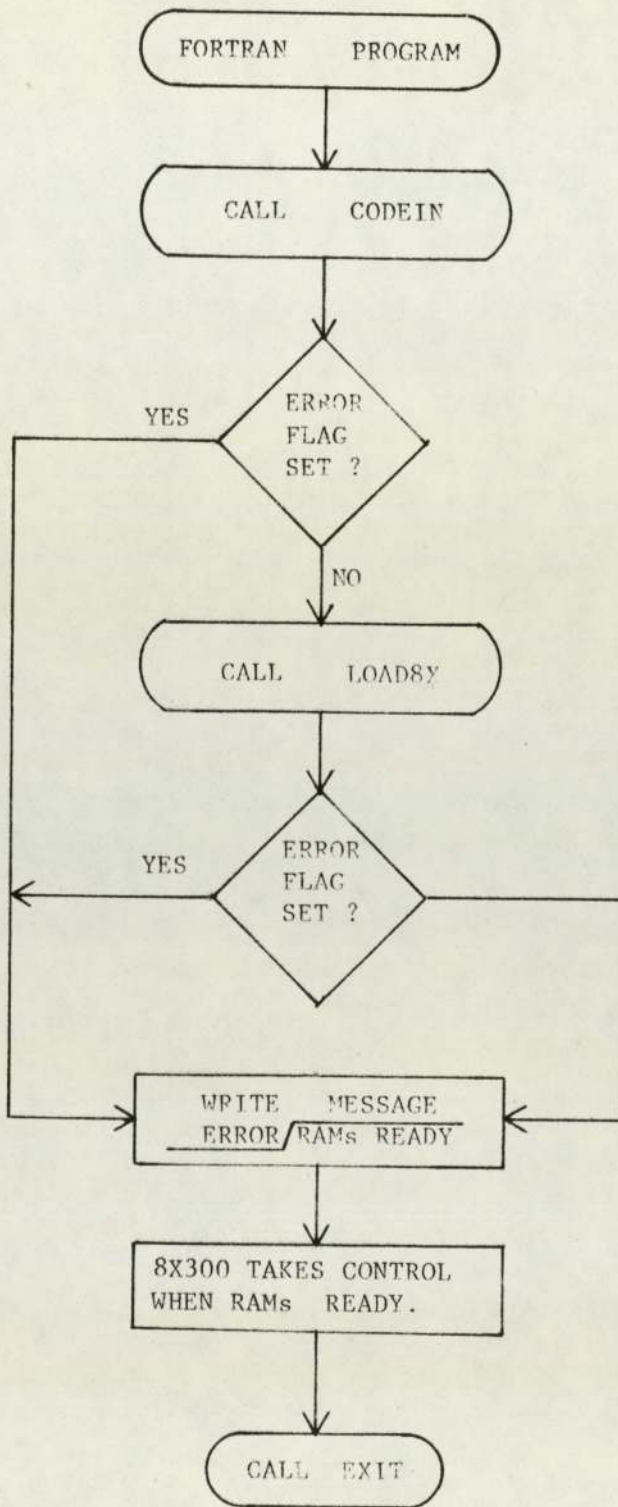 FORTRAN PROGRAM
CALL CODEIN
YES
ERROR
FLAG
SET ?
NO
CALL LOAD8X
YES
ERROR
FLAG
SET ?
WRITE MESSAGE
ERROR/RAMs READY
8X300 TAKES CONTROL
WHEN RAMs READY.
CALL EXIT